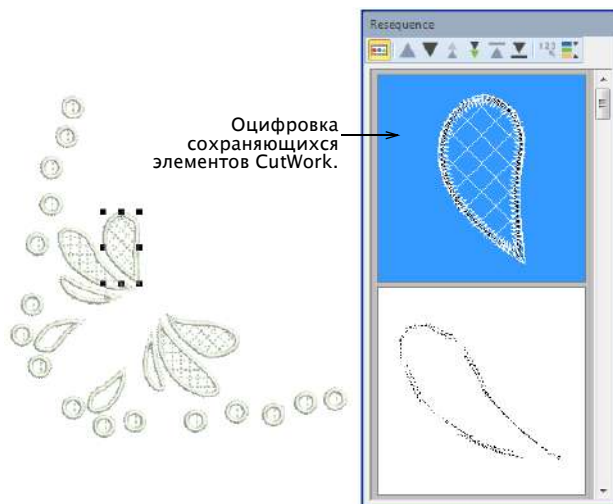 Resequence
Оцифровка
сохраняющихся
элементов CutWork.